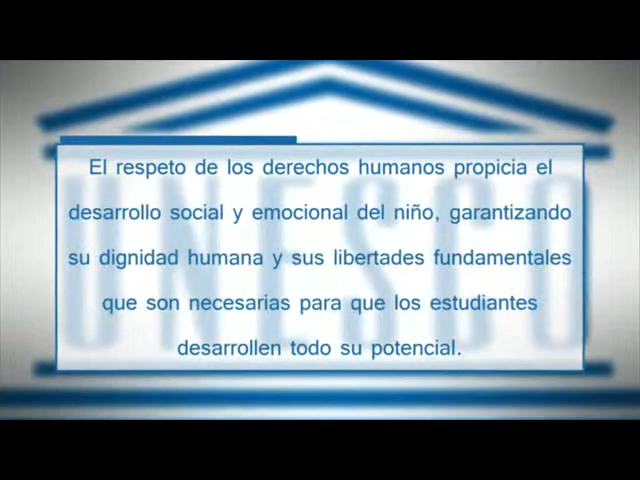 El respeto de los derechos humanos propicia el
desarrollo social y emocional del niño, garantizando
su dignidad humana y sus libertades fundamentales
que son necesarias para que los estudiantes
desarrollen todo su potencial.
UNESCO